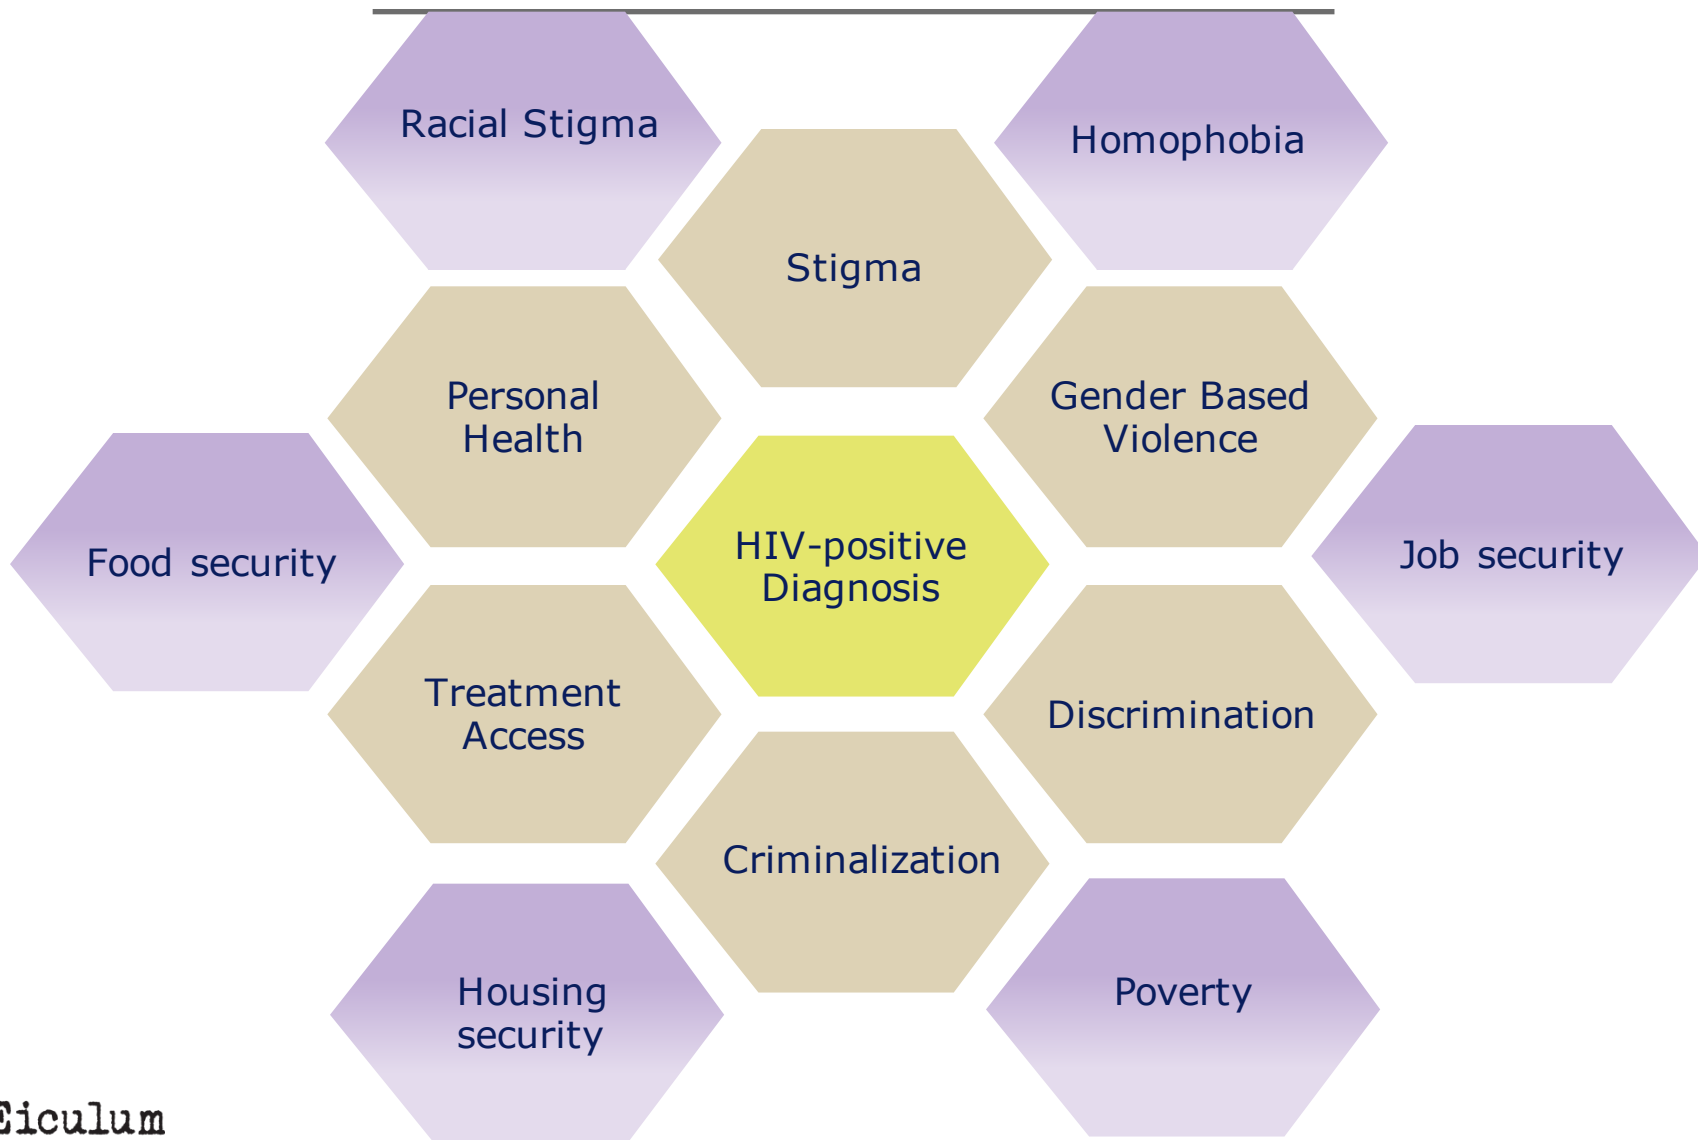 Racial Stigma
Homophobia
Stigma
Personal
Health
Gender Based
Violence
Food security
HIV-positive
Diagnosis
Job security
Treatment
Access
Discrimination
Criminalization
Housing
security
Poverty
Eiculum